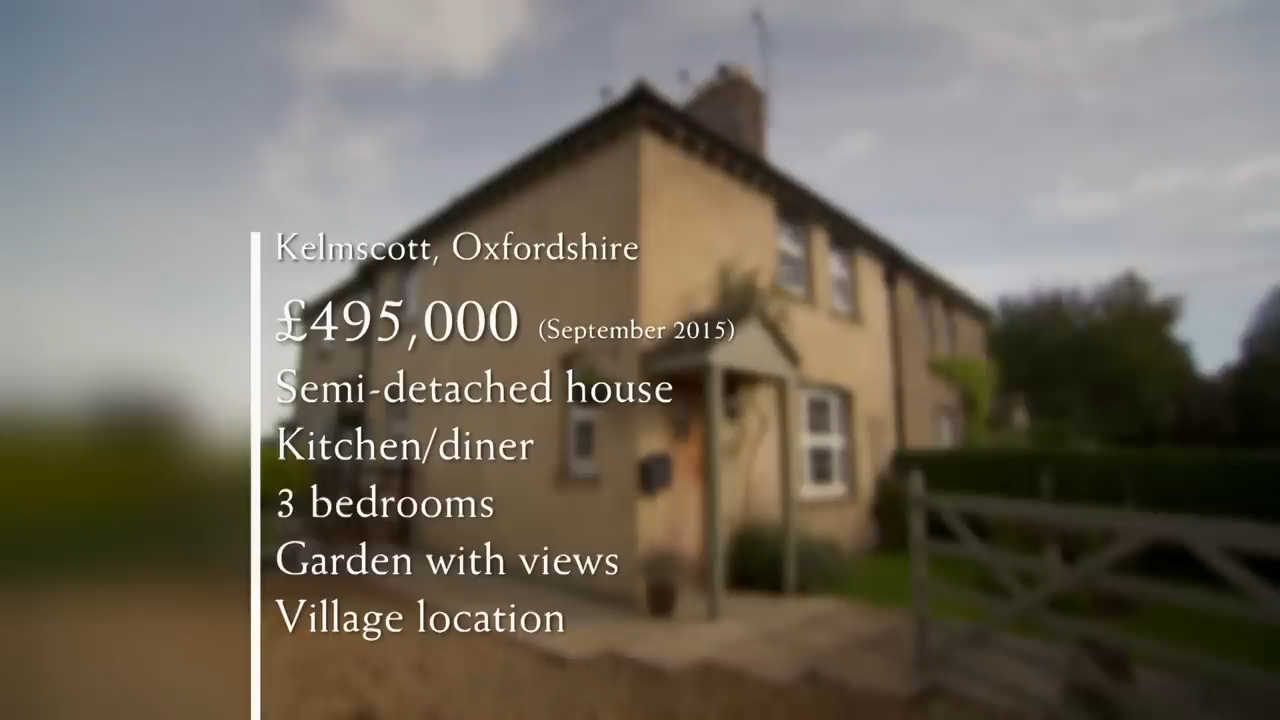 Kelmscott, Oxfordshire
£495,000 (September 2015)
Semi-detached house
Kitchen/diner
3 bedrooms
Garden with views
Village location